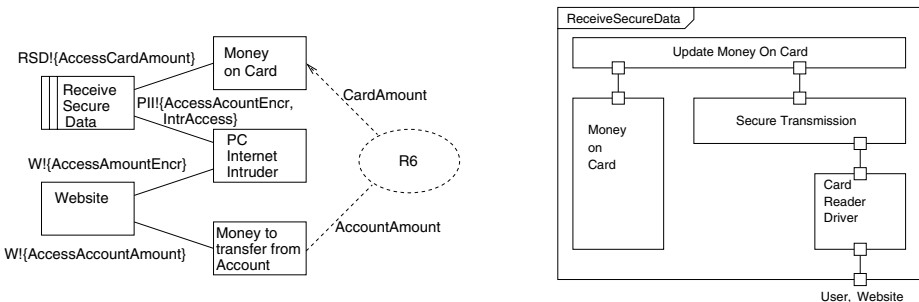 RSD!{AccessCardAmount}
Money
on Card
Receive
Secure
Data
PII!{AccessAcountEncr,
IntrAccess}
CardAmount
PC
Internet
Intruder
W!{AccessAmountEncr}
R6
Website
AccountAmount
Money to
transfer from
Account
W!{AccessAccountAmount}
ReceiveSecureData
Update Money On Card
Money
on
Card
Secure Transmission
Card
Reader
Driver
User, Website